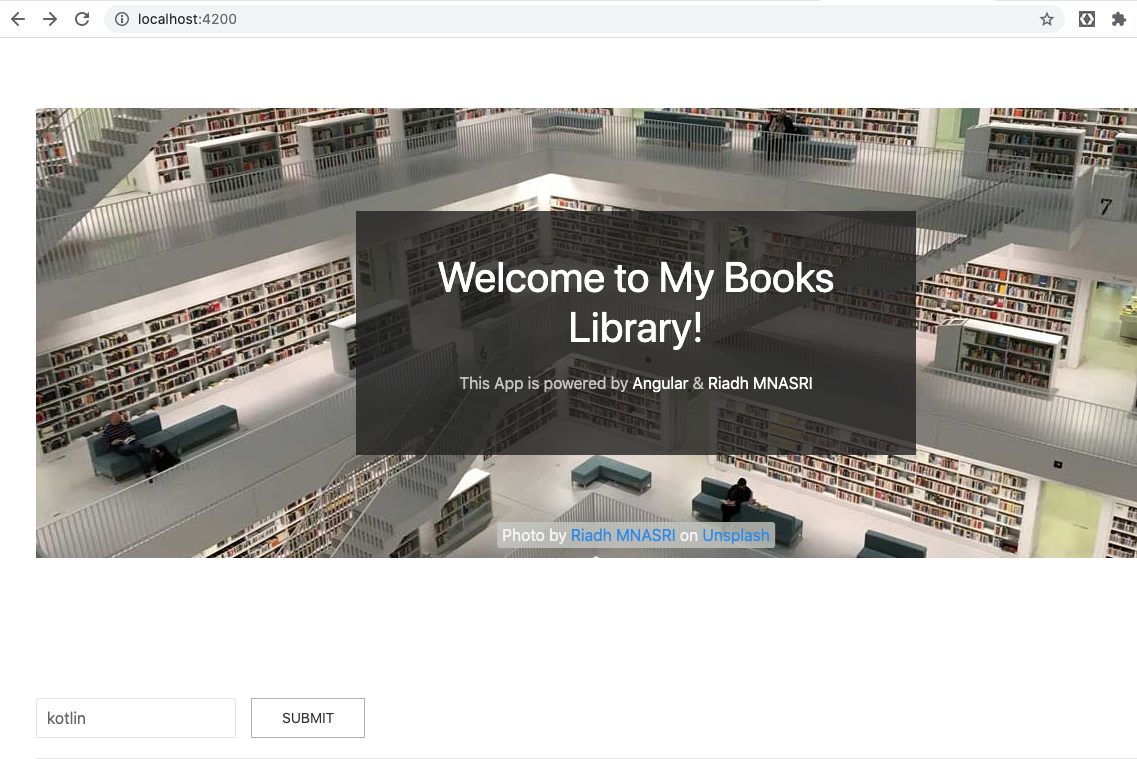 localhost:4200
7
Welcome to My Books
Library!
6
This App is powered by Angular & Riadh MNASRI
Photo by Riadh MNASRI on Unsplash
kotlin
SUBMIT